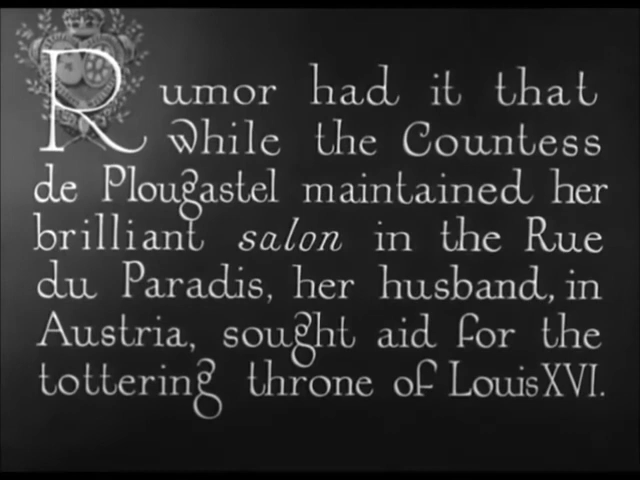 Rumor had it that
while the Countess
de Plougastel maintained her
brilliant salon in the Rue
du Paradis, her husband, in
Austria, sought aid for the
tottering throne of Louis XVI.